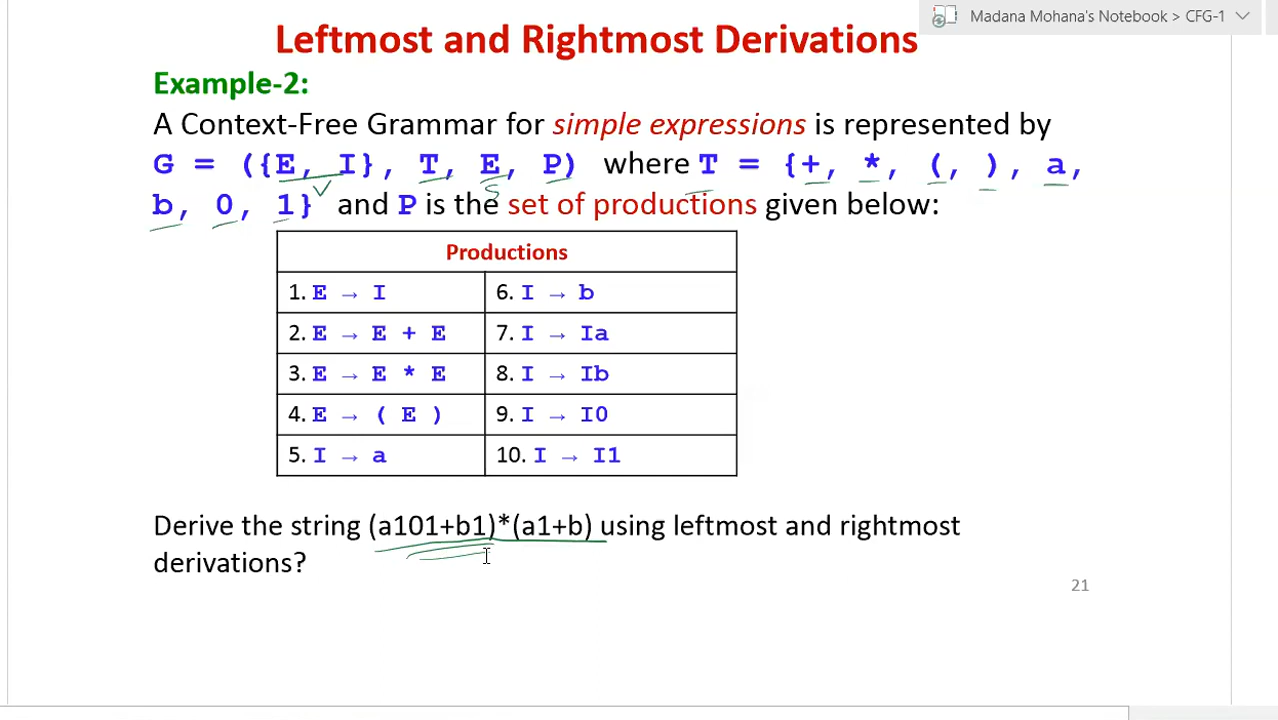 Madana Mohana's Notebook > CFG-1
Leftmost and Rightmost Derivations
Example-2:
A Context-Free Grammar for simple expressions is represented by
G = ({E, I}, T, E, P) where T = {+, *, (, ), a,
S
b, 0, 1} and P is the set of productions given below:
Productions
1. E → I 6. I → b
2. E → E + E 7. I → Ia
3. E → E * E 8. I → Ib
4. E → ( E ) 9. I → I0
5. I → a 10. I → I1
Derive the string (a101+b1)*(a1+b) using leftmost and rightmost
derivations?
21